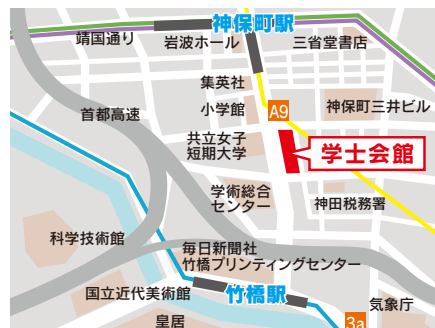 神保町駅
靖国通り
岩波ホール
三省堂書店
集英社
小学館
A9
神保町三井ビル
首都高速
共立女子
短期大学
学士会館
学術総合
センター
神田税務署
科学技術館
毎日新聞社
竹橋プリンティングセンター
国立近代美術館
竹橋駅
気象庁
皇居
3a